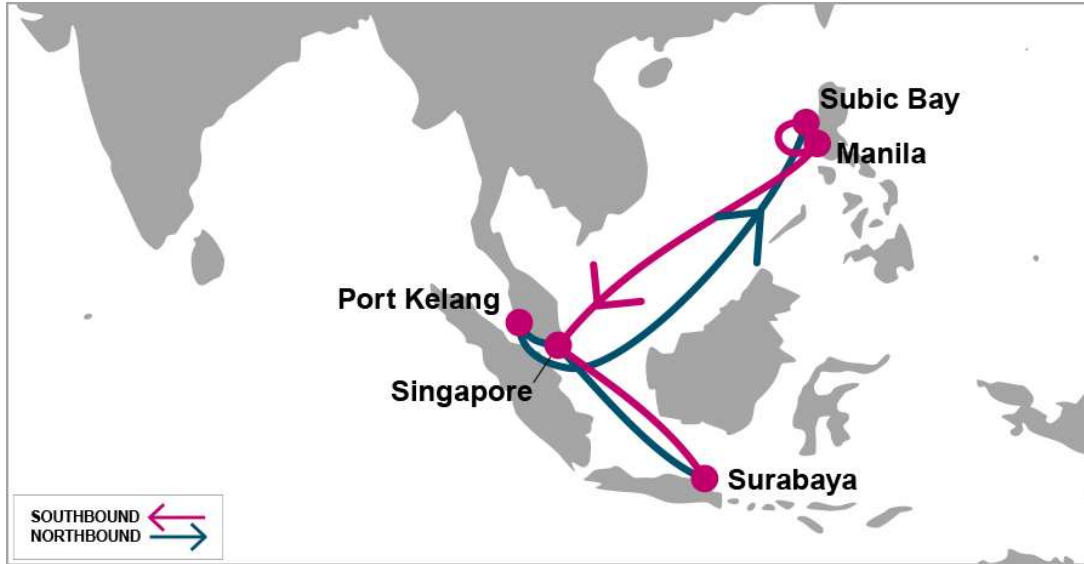 Subic Bay
Manila
Port Kelang
Singapore
Surabaya
SOUTHBOUND
NORTHBOUND